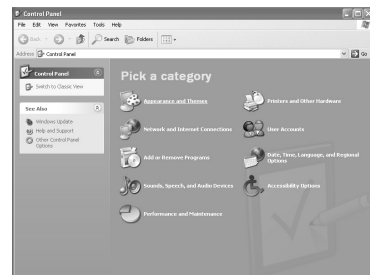 Control Panel
File Edit View Favorites Tools Help
Back Search Folders
Address Control Panel Go
Control Panel
Switch to Classic View
See Also
Windows Update
Help and Support
Other Control Panel
Options
Pick a category
Appearance and Themes
Printers and Other Hardware
Network and Internet Connections
User Accounts
Add or Remove Programs
Date, Time, Language, and Regional
Options
Sounds, Speech, and Audio Devices
Accessibility Options
Performance and Maintenance